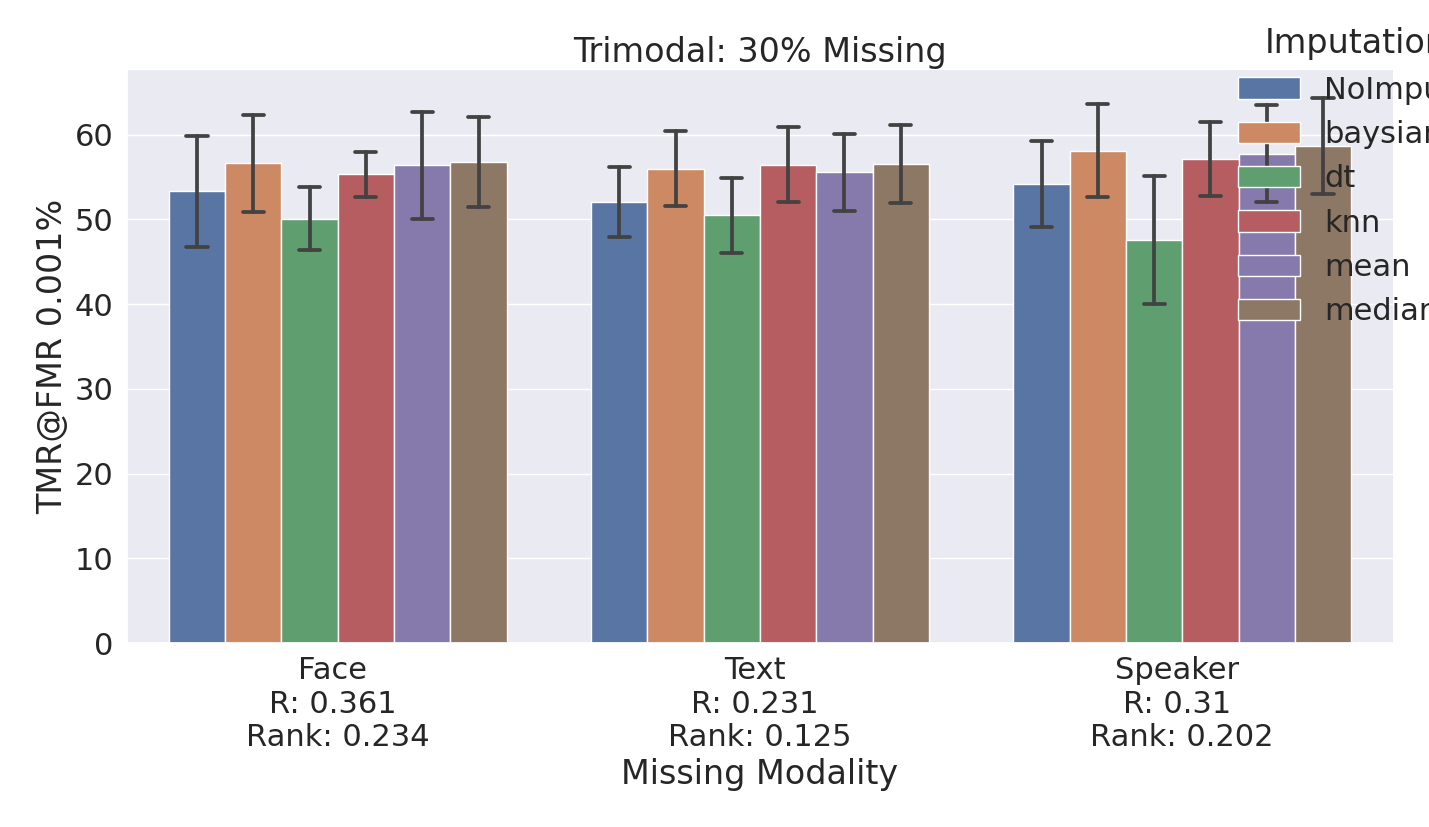 Trimodal: 30% Missing
Imputation
NoImpu
baysian
dt
knn
mean
median
TMR@FMR 0.001%
60
50
40
30
20
10
0
Face
R: 0.361
Rank: 0.234
Text
R: 0.231
Rank: 0.125
Speaker
R: 0.31
Rank: 0.202
Missing Modality